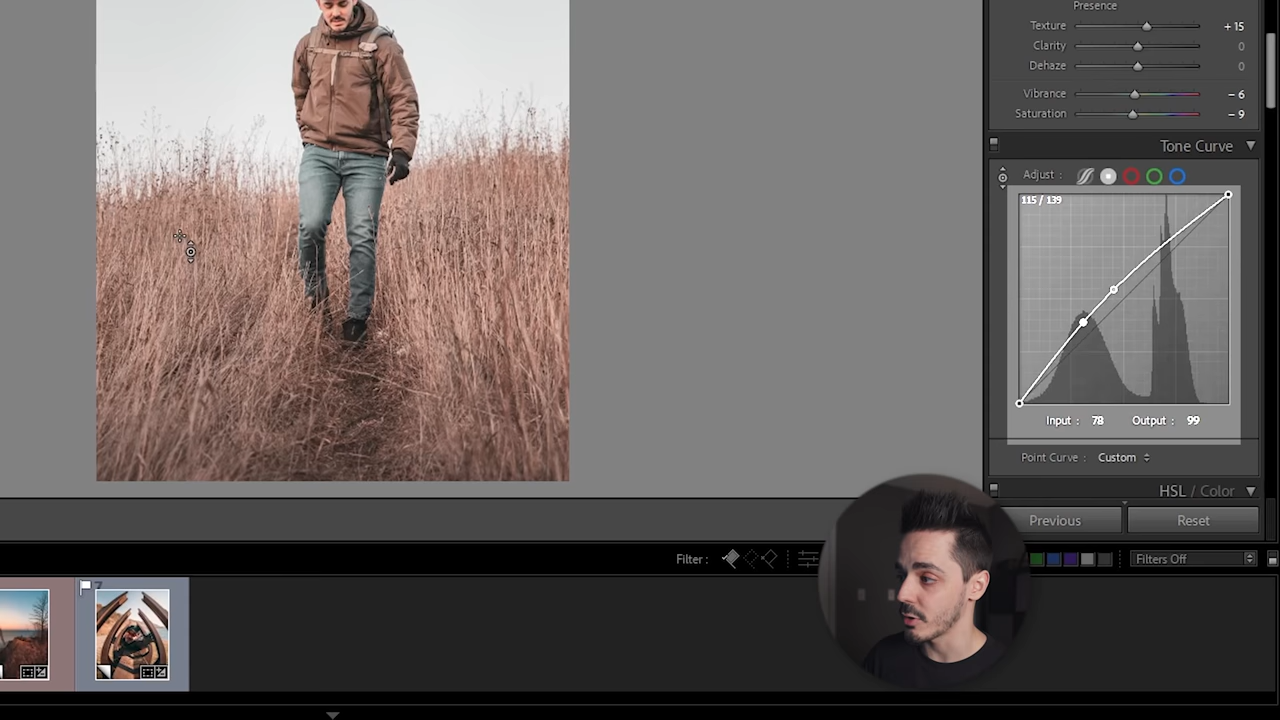 Presence
Texture +15
Clarity 0
Dehaze 0
Vibrance – 6
Saturation – 9
Tone Curve
Adjust :
115 / 139
Input : 78 Output : 99
Point Curve : Custom
HSL / Color
Previous Reset
Filter : Filters Off
7